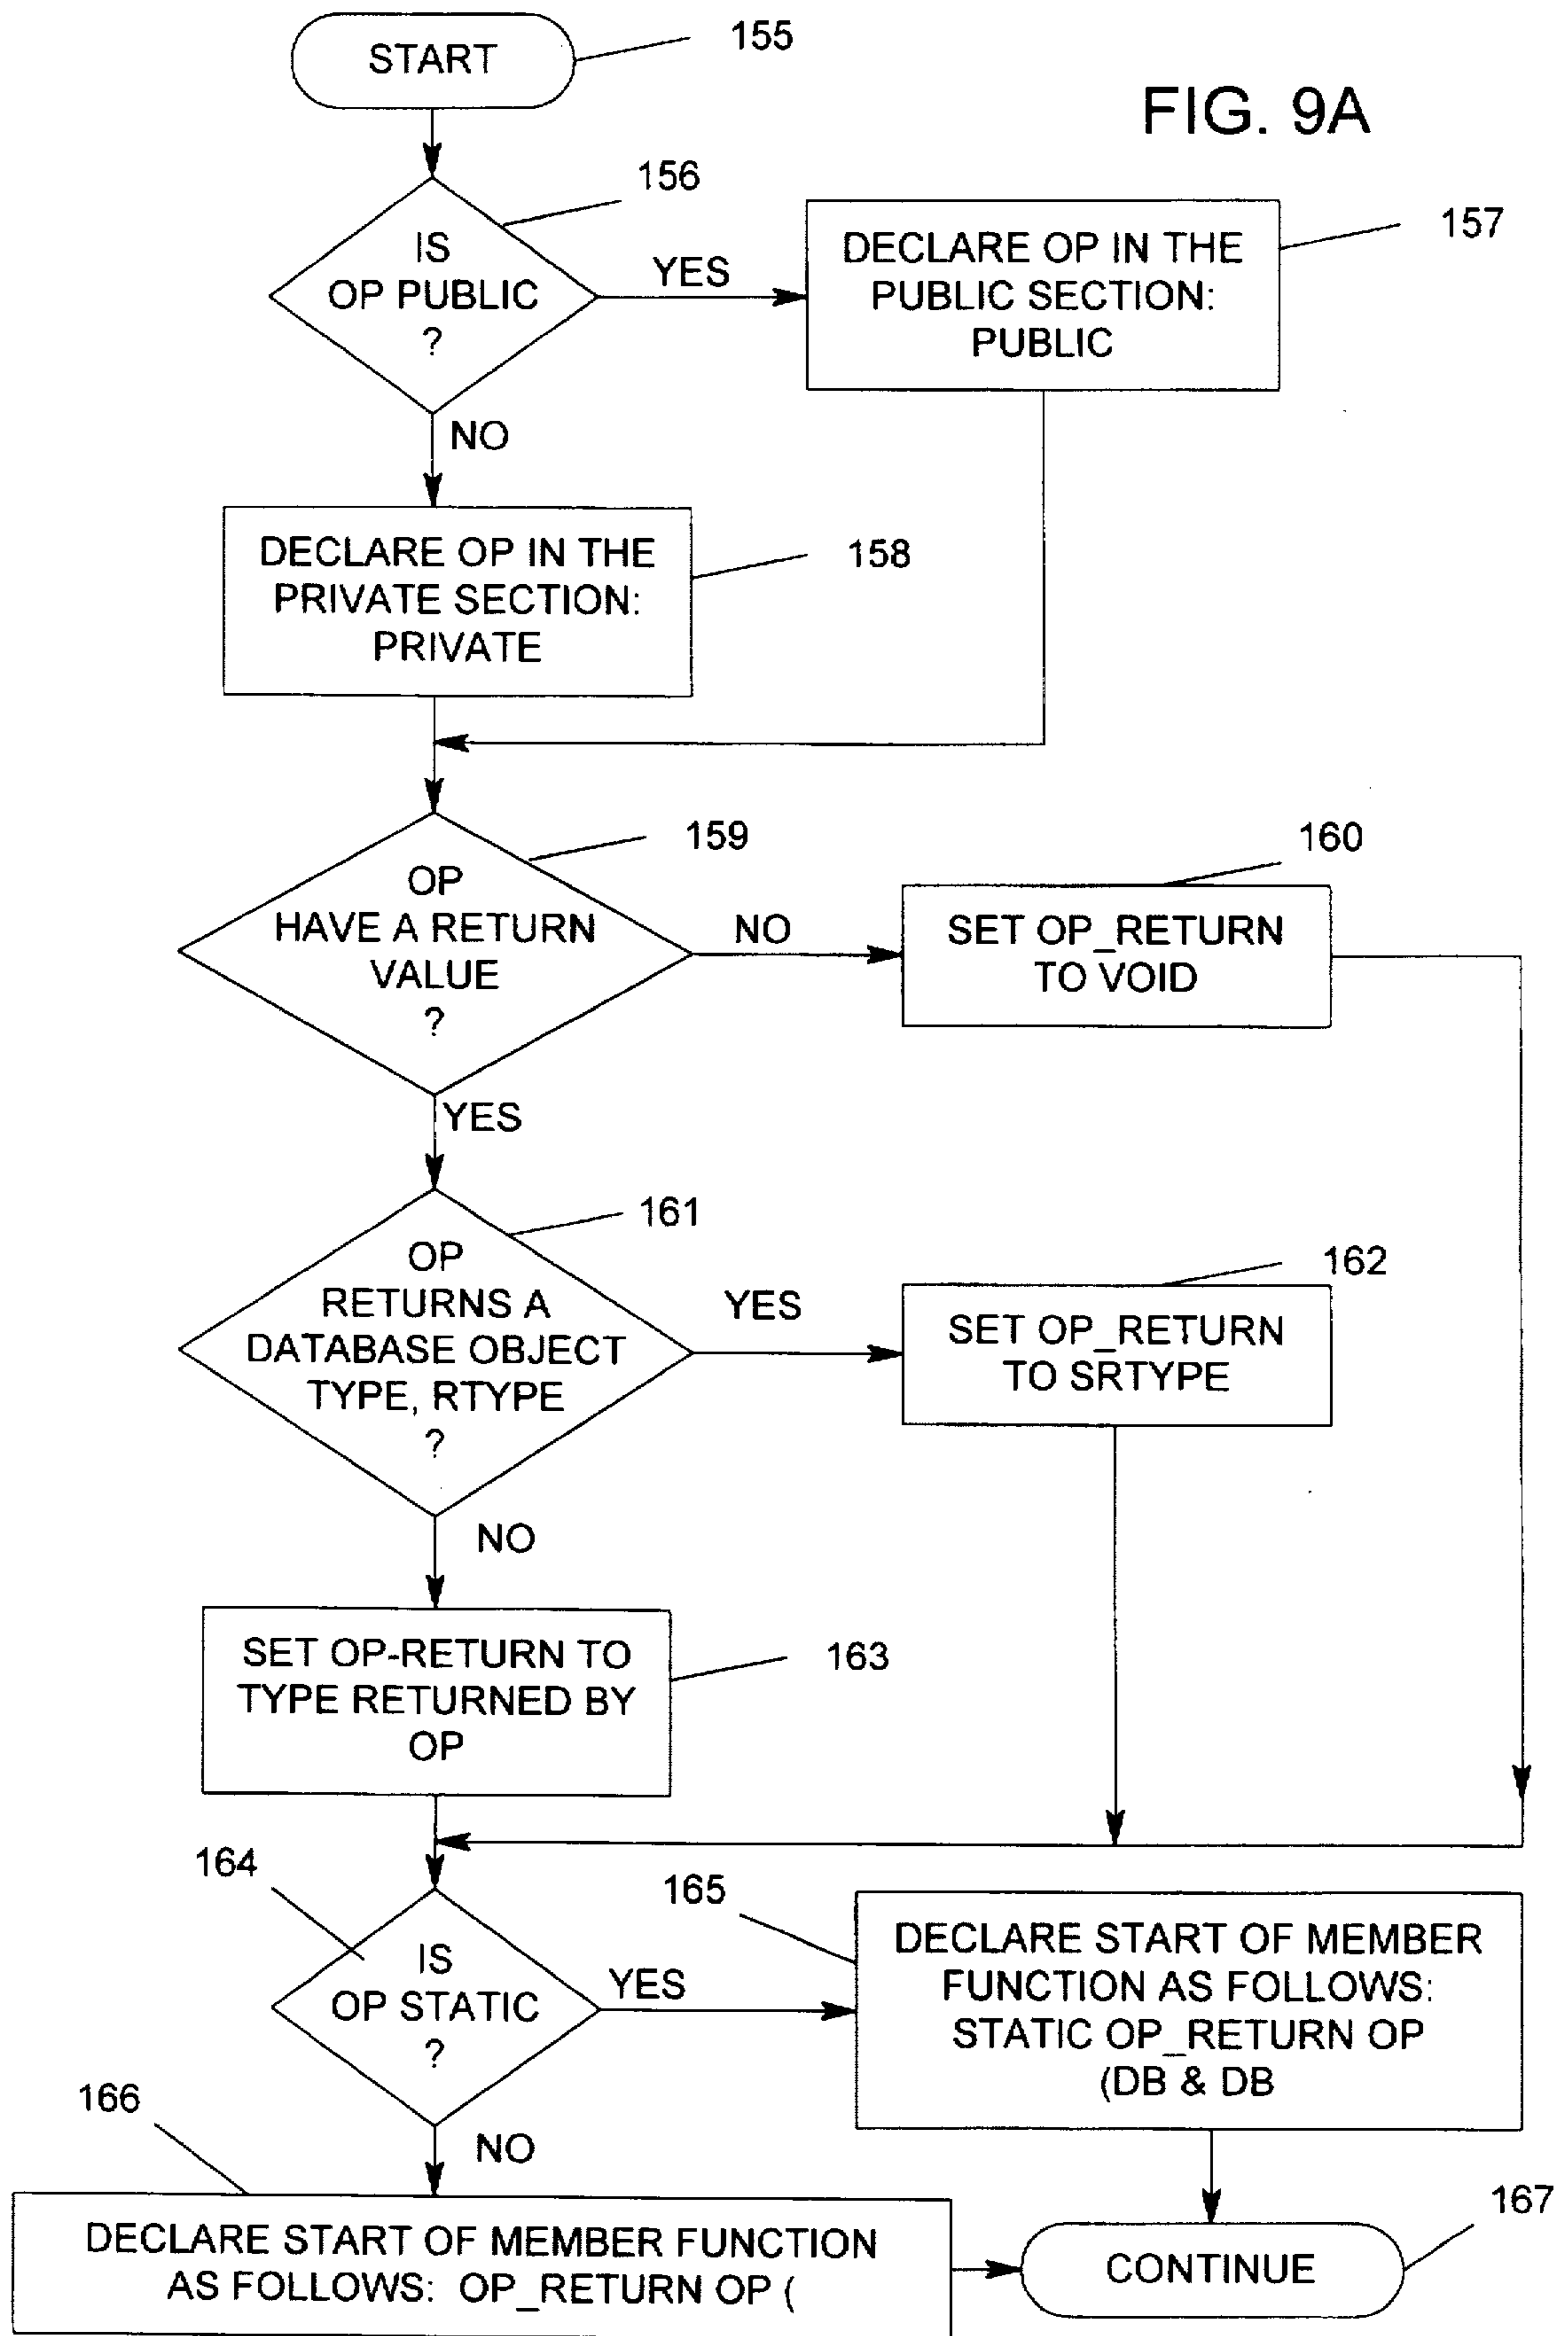 START
155
FIG. 9A
156
IS
OP PUBLIC
?
YES
DECLARE OP IN THE
PUBLIC SECTION:
PUBLIC
157
NO
DECLARE OP IN THE
PRIVATE SECTION:
PRIVATE
158
159
OP
HAVE A RETURN
VALUE
?
NO
160
SET OP_RETURN
TO VOID
YES
161
OP
RETURNS A
DATABASE OBJECT
TYPE, RTYPE
?
YES
162
SET OP_RETURN
TO SRTYPE
NO
SET OP-RETURN TO
TYPE RETURNED BY
OP
163
164
IS
OP STATIC
?
YES
165
DECLARE START OF MEMBER
FUNCTION AS FOLLOWS:
STATIC OP_RETURN OP
(DB & DB
NO
166
DECLARE START OF MEMBER FUNCTION
AS FOLLOWS: OP_RETURN OP (
CONTINUE
167